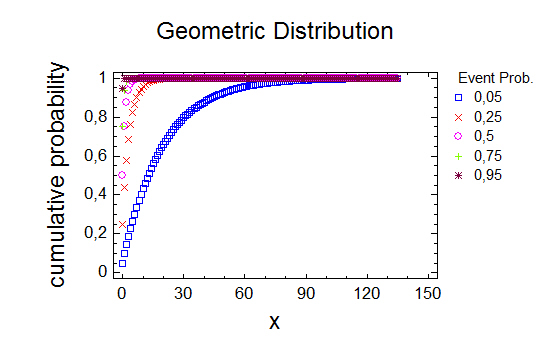 Geometric Distribution
cumulative probability
1
0,8
0,6
0,4
0,2
0
0 30 60 90 120 150
x
Event Prob.
0,05
0,25
0,5
0,75
0,95